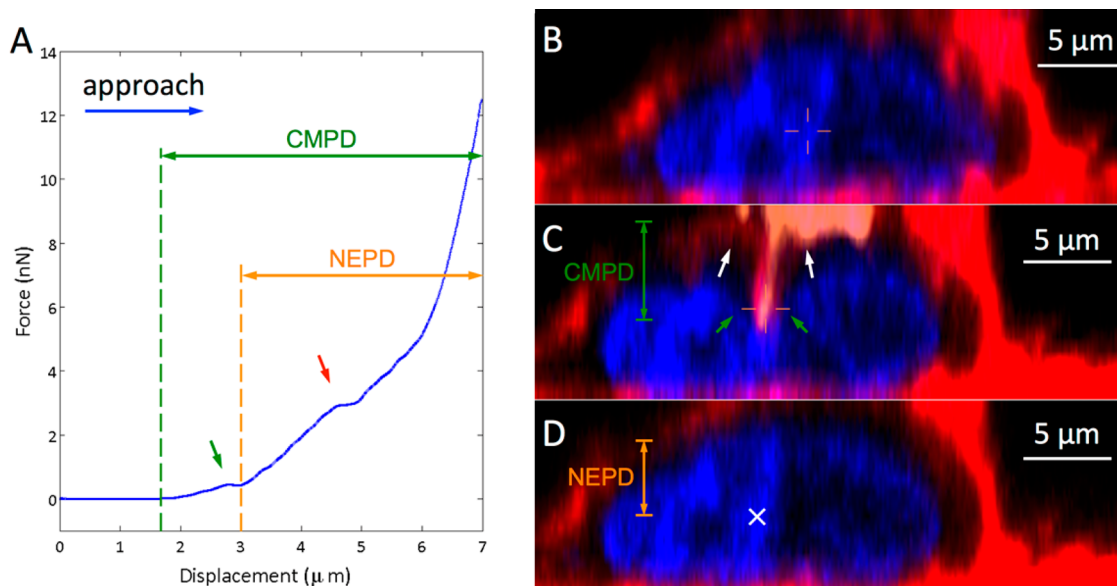 A
approach
14
12
10
8
6
4
2
0
Force (nN)
CMPD
NEPD
0 1 2 3 4 5 6 7
Displacement (μm)
B
5 μm
C
CMPD
5 μm
D
NEPD
5 μm